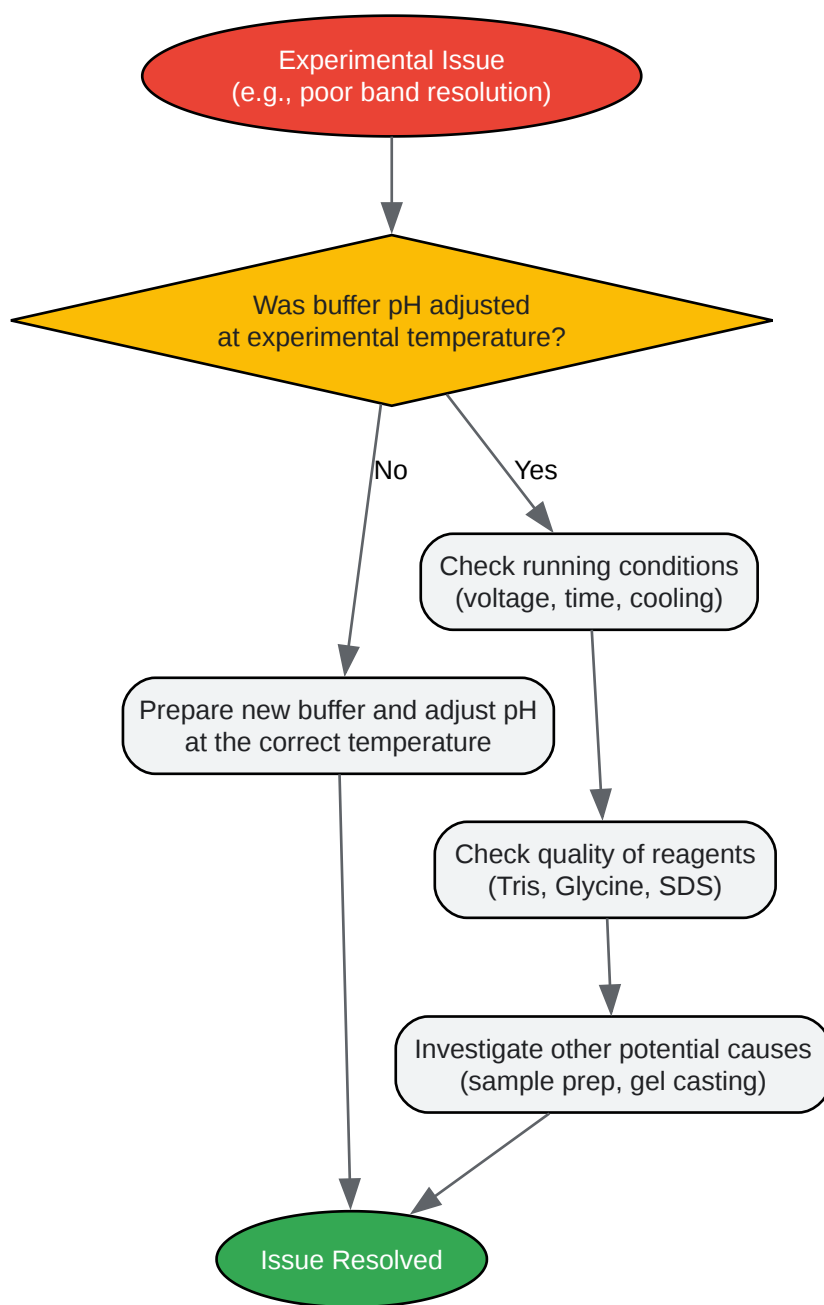 Experimental Issue
(e.g., poor band resolution)
Was buffer pH adjusted
at experimental temperature?
No
Yes
Check running conditions
(voltage, time, cooling)
Prepare new buffer and adjust pH
at the correct temperature
Check quality of reagents
(Tris, Glycine, SDS)
Investigate other potential causes
(sample prep, gel casting)
Issue Resolved